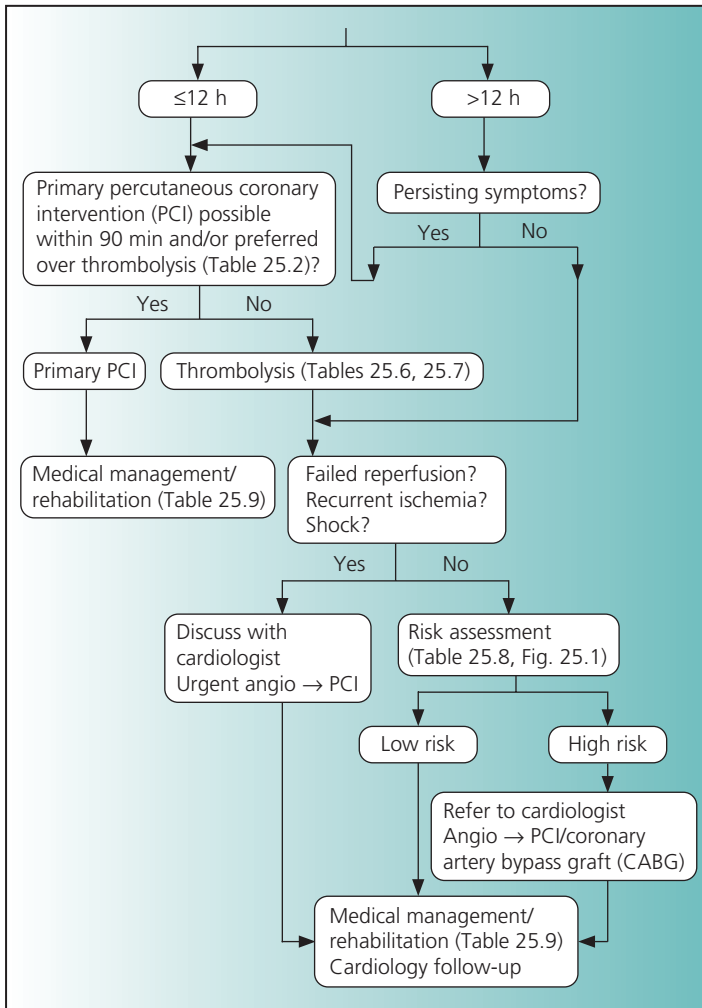 ≤12 h
>12 h
Primary percutaneous coronary
intervention (PCI) possible
within 90 min and/or preferred
over thrombolysis (Table 25.2)?
Persisting symptoms?
Yes
No
Yes
No
Primary PCI
Thrombolysis (Tables 25.6, 25.7)
Medical management/
rehabilitation (Table 25.9)
Failed reperfusion?
Recurrent ischemia?
Shock?
Yes
No
Discuss with
cardiologist
Urgent angio → PCI
Risk assessment
(Table 25.8, Fig. 25.1)
Low risk
High risk
Refer to cardiologist
Angio → PCI/coronary
artery bypass graft (CABG)
Medical management/
rehabilitation (Table 25.9)
Cardiology follow-up